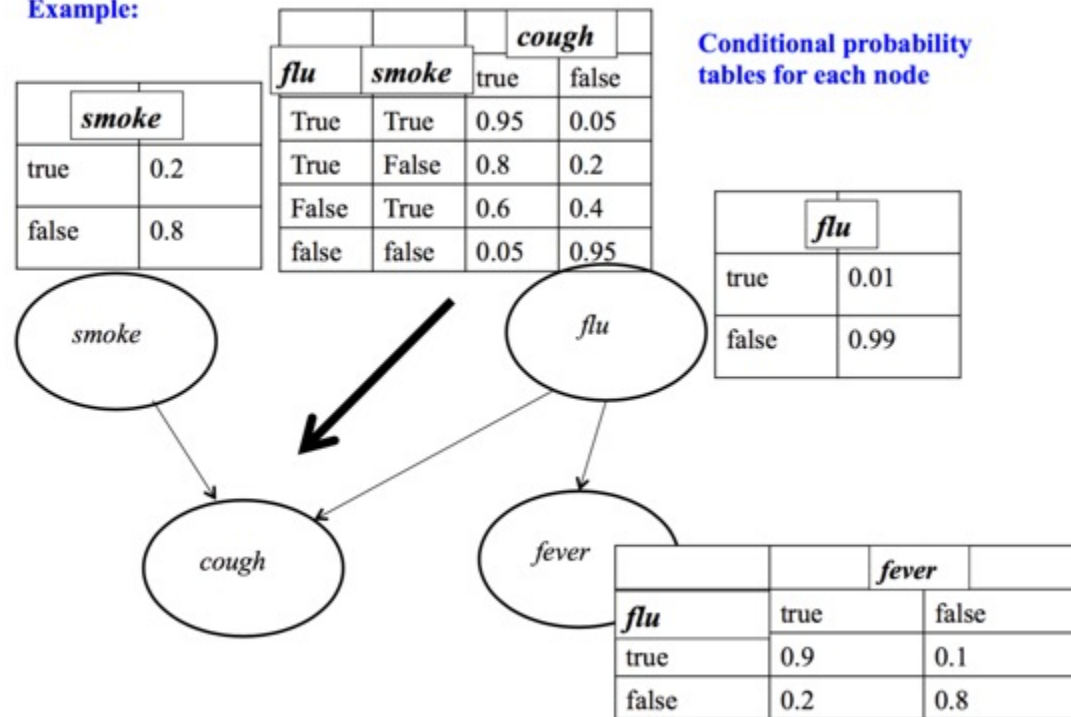 Example:
Conditional probability
tables for each node
smoke
true 0.2
false 0.8
cough
flu smoke true false
True True 0.95 0.05
True False 0.8 0.2
False True 0.6 0.4
false false 0.05 0.95
flu
true 0.01
false 0.99
smoke
flu
cough
fever
fever
flu true false
true 0.9 0.1
false 0.2 0.8